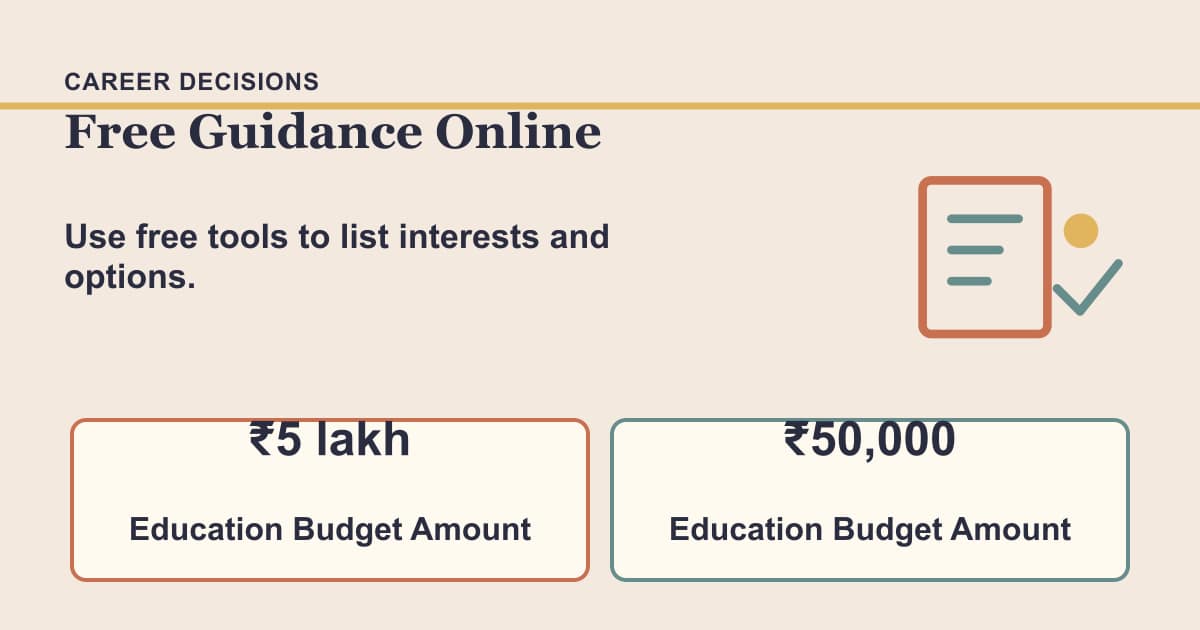 CAREER DECISIONS
Free Guidance Online
Use free tools to list interests and
options.
₹5 lakh
Education Budget Amount
₹50,000
Education Budget Amount